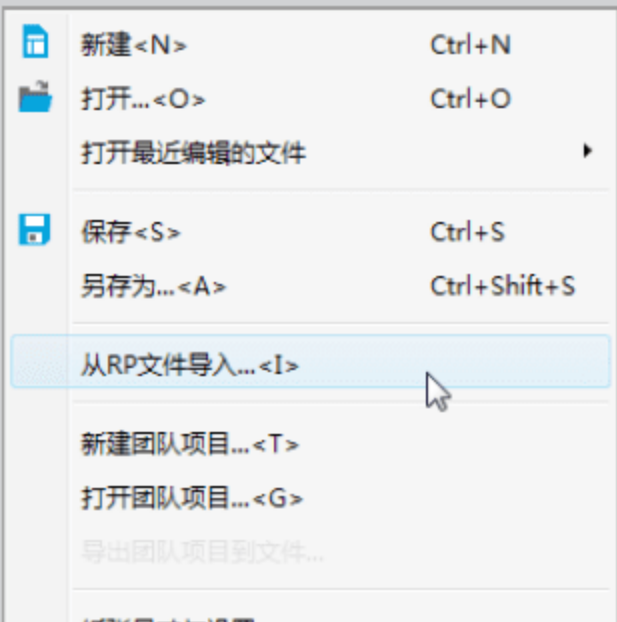 新建<N> Ctrl+N
打开...<O> Ctrl+O
打开最近编辑的文件
保存<S> Ctrl+S
另存为...<A> Ctrl+Shift+S
从RP文件导入...<I>
新建团队项目...<T>
打开团队项目...<G>
导出团队项目到文件...